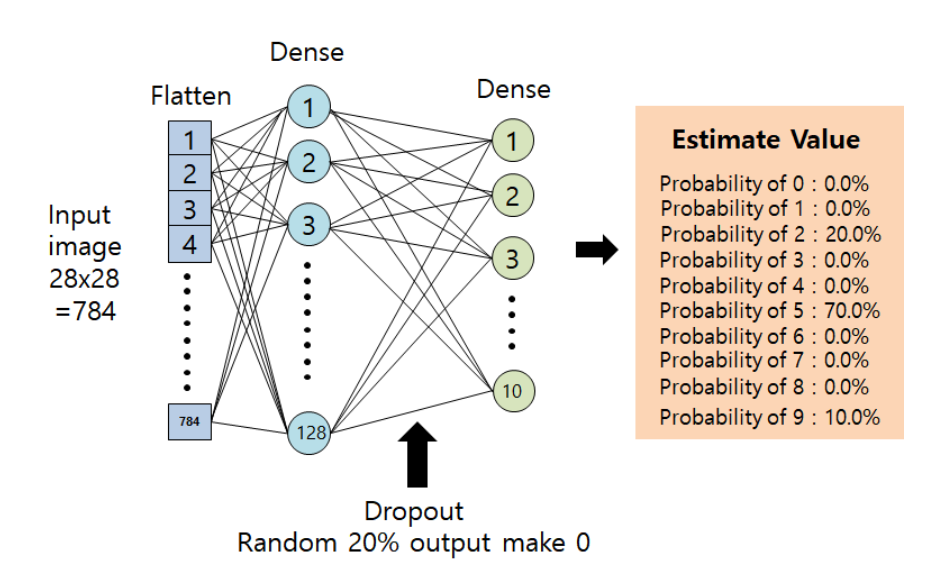 Dense
Flatten
Dense
Input
image
28x28
=784
1
2
3
4
784
1
2
3
128
1
2
3
10
Dropout
Random 20% output make 0
Estimate Value
Probability of 0 : 0.0%
Probability of 1 : 0.0%
Probability of 2 : 20.0%
Probability of 3 : 0.0%
Probability of 4 : 0.0%
Probability of 5 : 70.0%
Probability of 6 : 0.0%
Probability of 7 : 0.0%
Probability of 8 : 0.0%
Probability of 9 : 10.0%